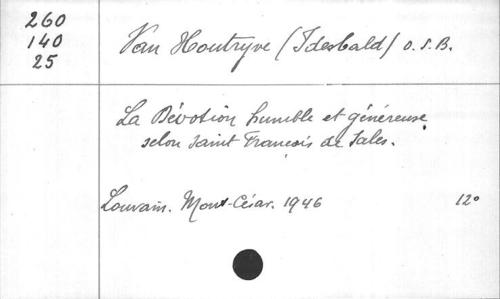 260
140
25
Van Houtryve (Idesbald) O.S.B.
La Dévotion humble et généreuse
selon Saint François de Sales.
Louvain. Mont-César. 1946 12°